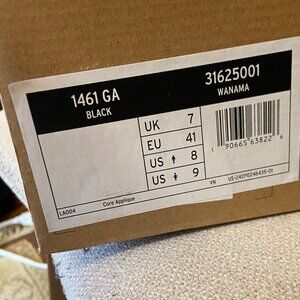 1461 GA
BLACK
31625001
WANAMA
UK 7
EU 41
US 8
US 9
1 90665 63822 6
LA004
Core Applique
VN
US-242P0246435-01